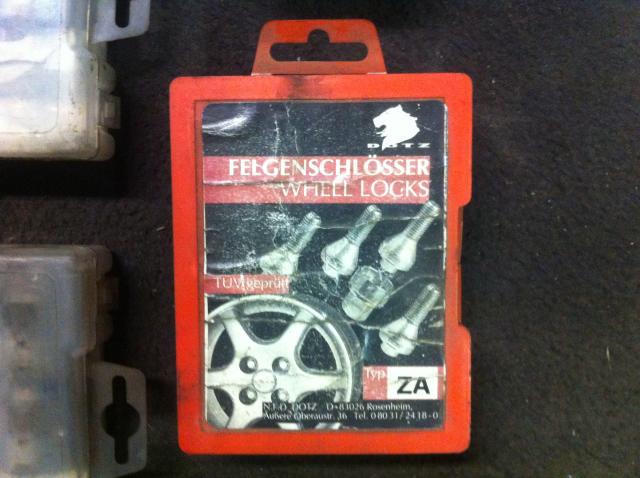 DOTZ
FELGENSCHLÖSSER
WHEEL LOCKS
TÜV geprüft
Typ ZA
N.F.O DOTZ D-83026 Rosenheim,
Äußere Oberaustr. 36 Tel. 0 80 31/24 18-0